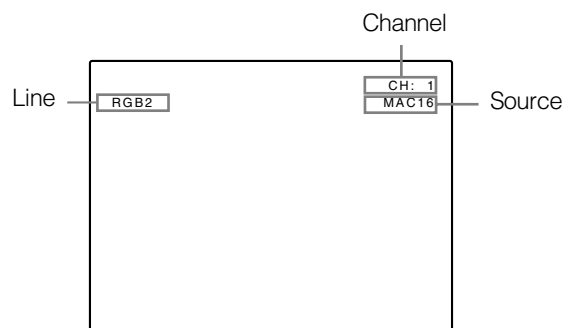 Channel
CH: 1
Line
RGB2
MAC16
Source